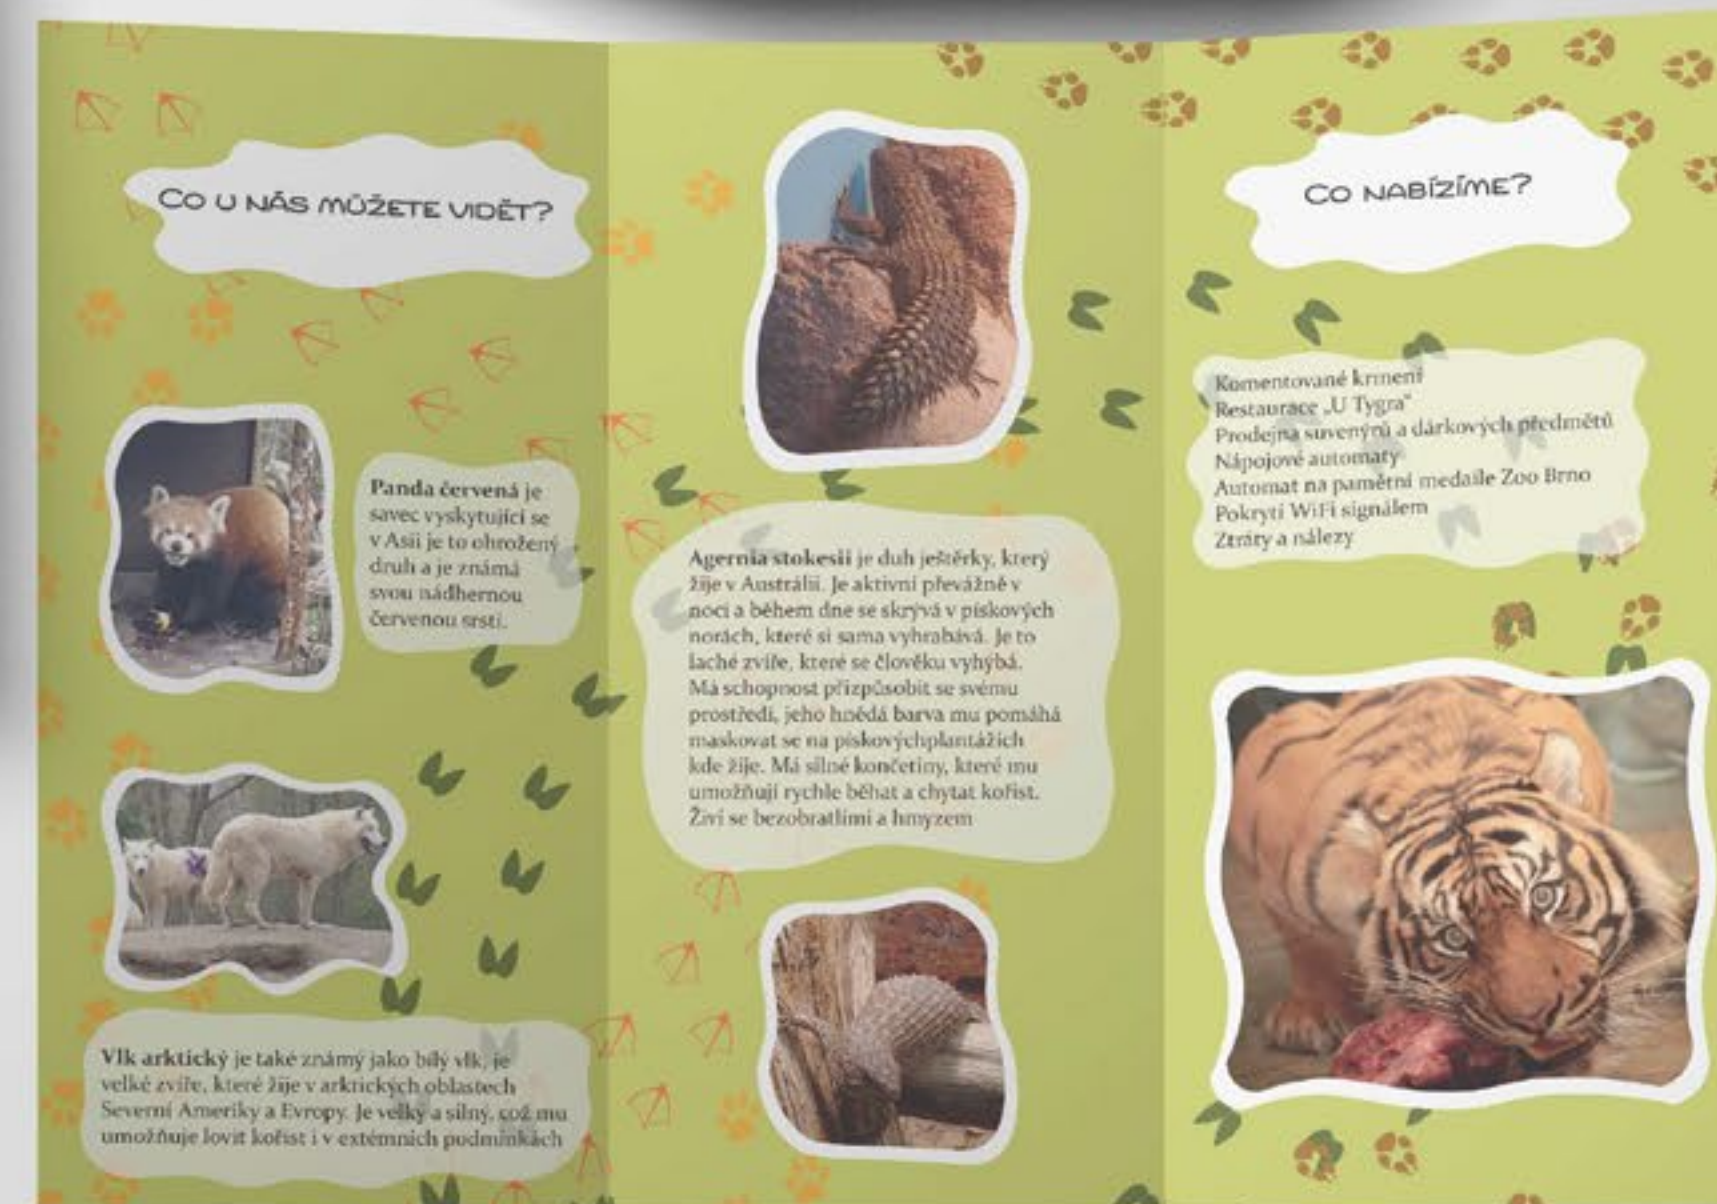 CO U NÁS MŮŽETE VIDĚT?
Panda červená je
savec vyskytující se
v Asii je to ohrožený
druh a je známá
svou nádhernou
červenou srstí.
Vlk arktický je také známý jako bílý vlk, je
velké zvíře, které žije v arktických oblastech
Severní Ameriky a Evropy. Je velký a silný, což mu
umožňuje lovit kořist i v extémních podmínkách
Agernia stokesii je duh ještěrky, který
žije v Austrálii. Je aktivní převážně v
noci a během dne se skrývá v pískových
norách, které si sama vyhrabává. Je to
laché zvíře, které se člověku vyhýbá.
Má schopnost přizpůsobit se svému
prostředí, jeho hnědá barva mu pomáhá
maskovat se na pískovýchplantážích
kde žije. Má silné končetiny, které mu
umožňují rychle běhat a chytat kořist.
Živí se bezobratlími a hmyzem
CO NABÍZÍME?
Komentované krmení
Restaurace „U Tygra“
Prodejna suvenýrů a dárkových předmětů
Nápojové automaty
Automat na pamětní medaile Zoo Brno
Pokrytí WiFi signálem
Ztráty a nálezy